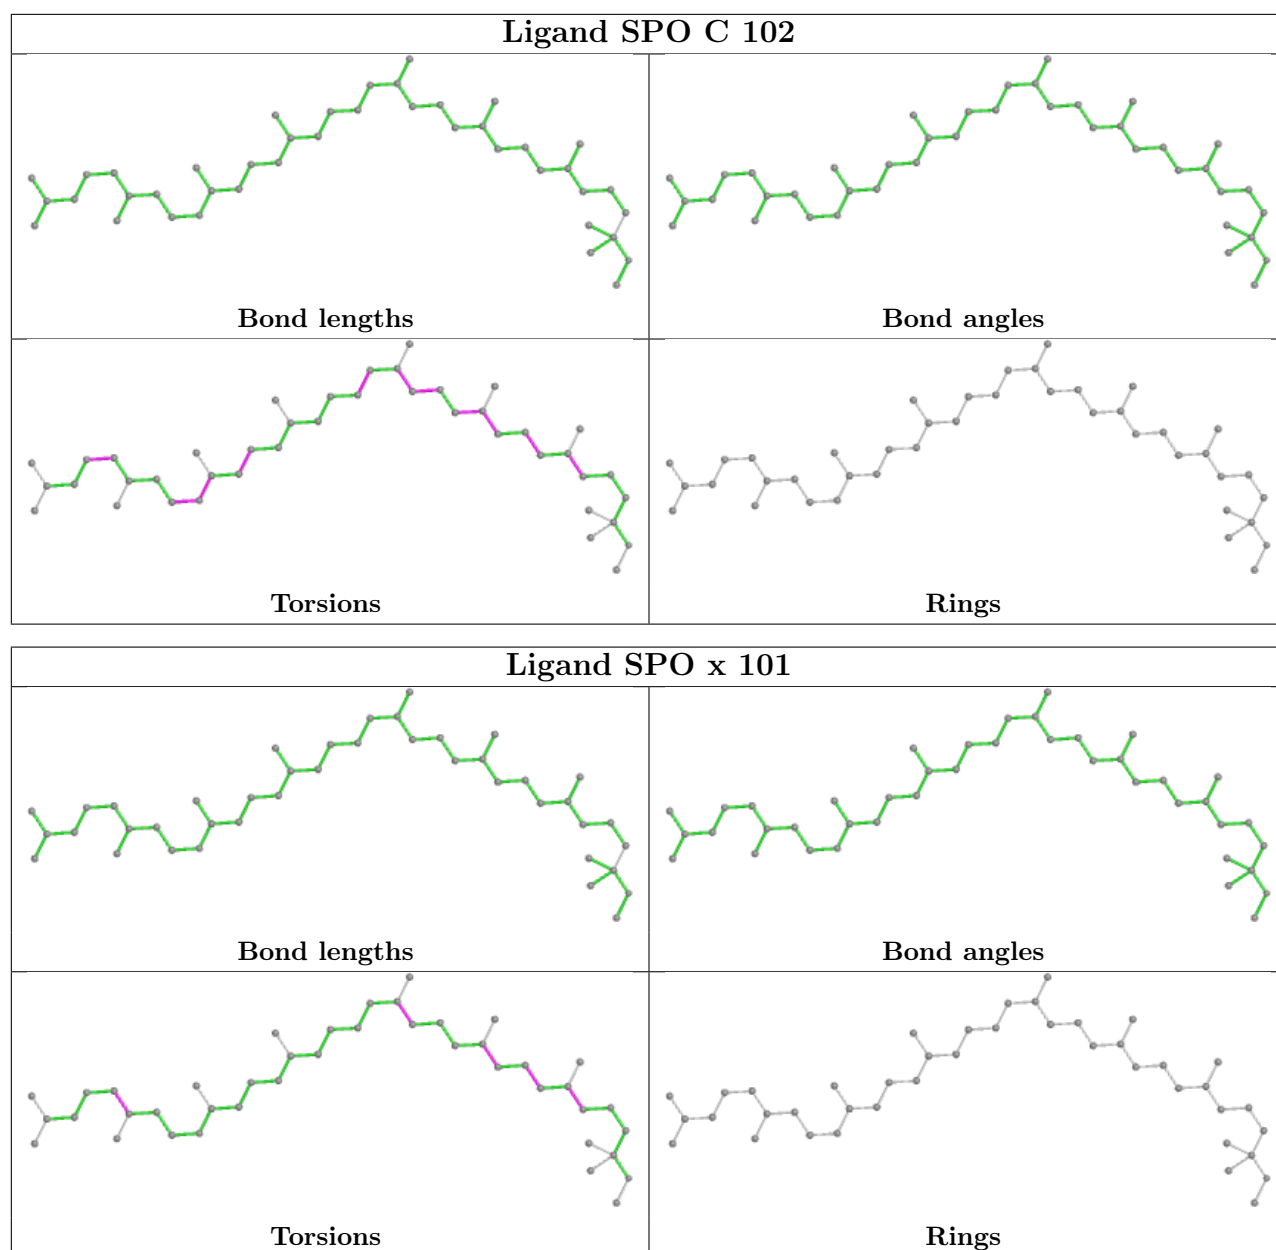 Ligand SPO C 102
Bond lengths
Bond angles
Torsions
Rings
Ligand SPO x 101
Bond lengths
Bond angles
Torsions
Rings